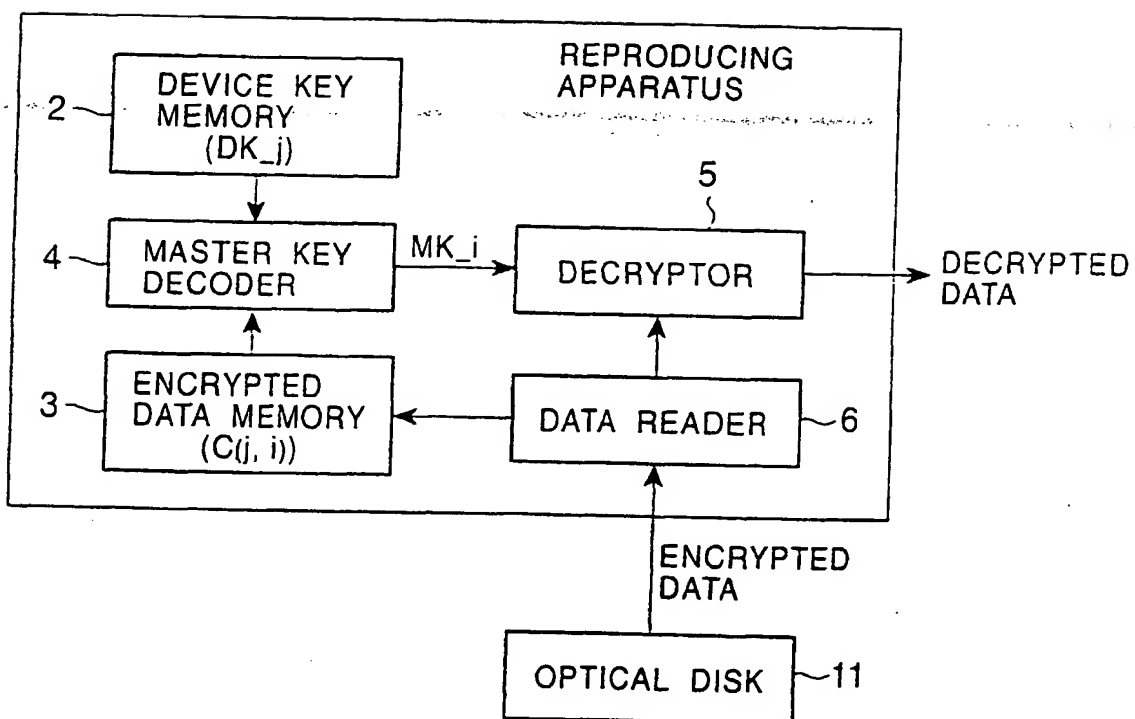 REPRODUCING
APPARATUS
2
DEVICE KEY
MEMORY
(DK_j)
4
MASTER KEY
DECODER
MK_i
5
DECRYPTOR
DECRYPTED
DATA
3
ENCRYPTED
DATA MEMORY
(C(j, i))
DATA READER
6
ENCRYPTED
DATA
OPTICAL DISK
11